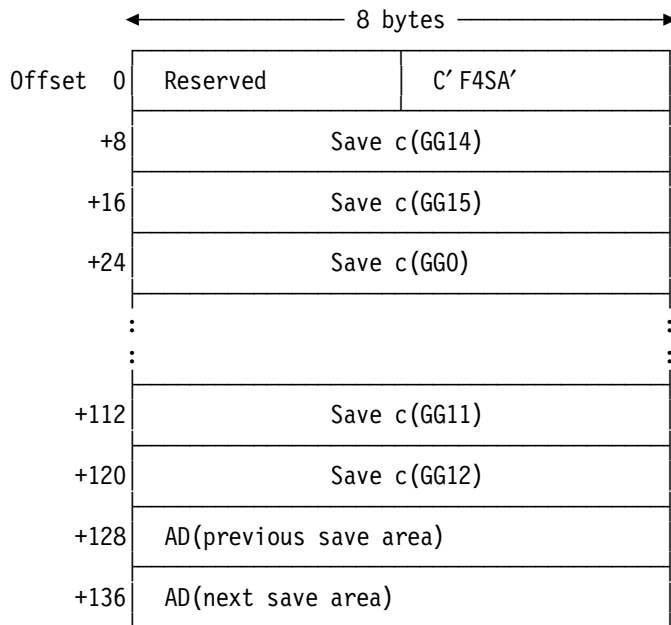 8 bytes
Offset 0 Reserved C′F4SA′
+8 Save c(GG14)
+16 Save c(GG15)
+24 Save c(GG0)
: :
: :
+112 Save c(GG11)
+120 Save c(GG12)
+128 AD(previous save area)
+136 AD(next save area)